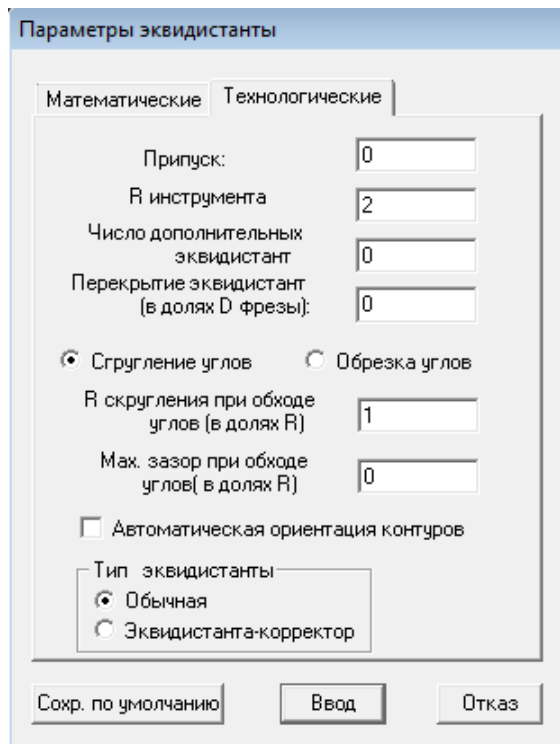 Параметры эквидистанты
Математические Технологические
Припуск: 0
R инструмента 2
Число дополнительных
эквидистант 0
Перекрытие эквидистант
(в долях D фрезы): 0
Сгругление углов Обрезка углов
R скругления при обходе
углов (в долях R) 1
Мах. зазор при обходе
углов( в долях R) 0
Автоматическая ориентация контуров
Тип эквидистанты
Обычная
Эквидистанта-корректор
Сохр. по умолчанию Ввод Отказ